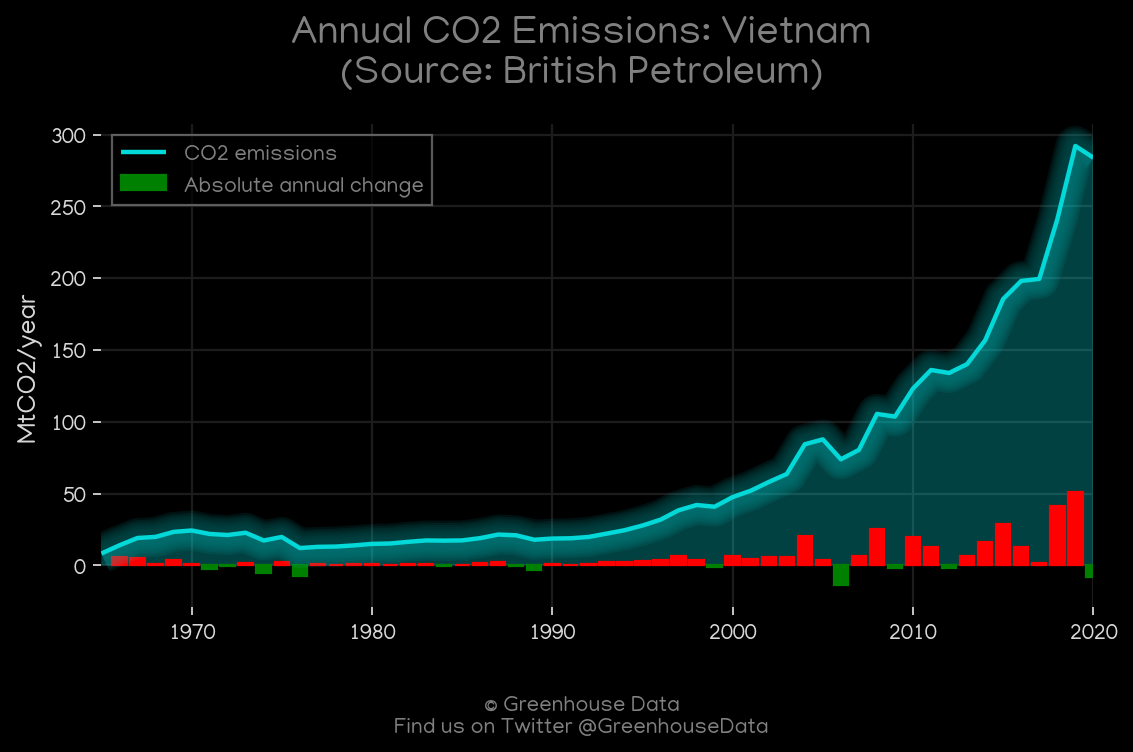 Annual CO2 Emissions: Vietnam
(Source: British Petroleum)
CO2 emissions
Absolute annual change
MtCO2/year
300
250
200
150
100
50
0
1970 1980 1990 2000 2010 2020
© Greenhouse Data
Find us on Twitter @GreenhouseData